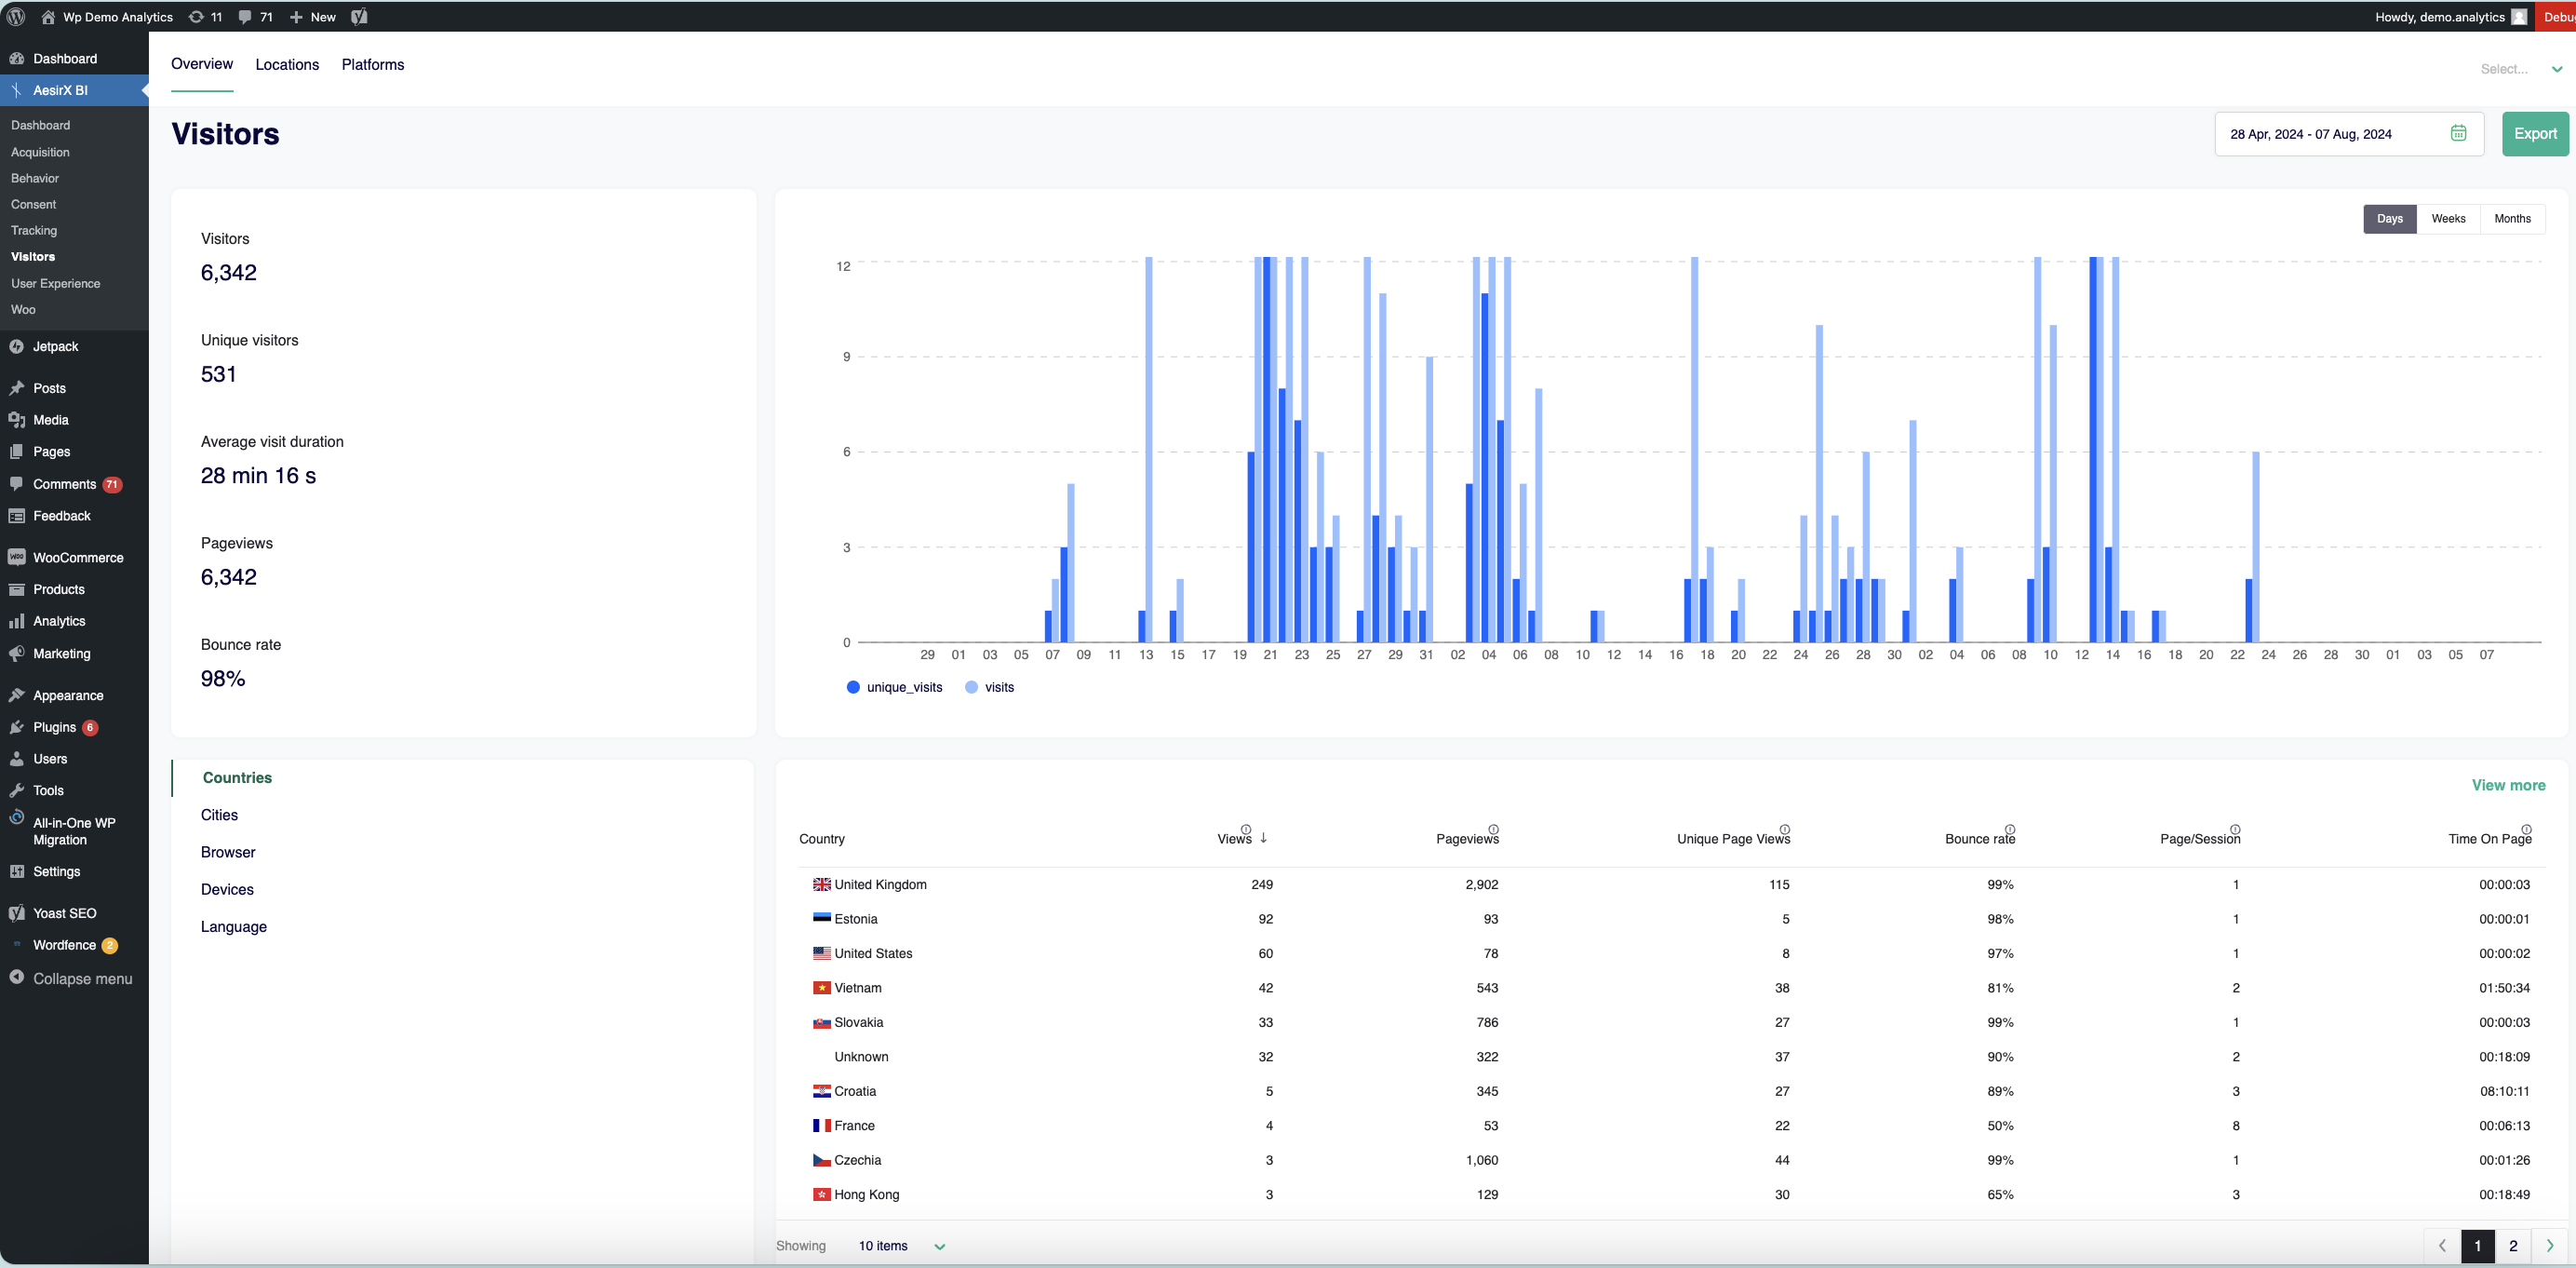 Wp Demo Analytics 11 71 New
Howdy, demo.analytics
Dashboard
AesirX BI
Dashboard
Acquisition
Behavior
Consent
Tracking
Visitors
User Experience
Woo
Jetpack
Posts
Media
Pages
Comments 71
Feedback
WooCommerce
Products
Analytics
Marketing
Appearance
Plugins 6
Users
Tools
All-in-One WP
Migration
Settings
Yoast SEO
Wordfence 2
Collapse menu
Overview Locations Platforms
Select...
Visitors
28 Apr, 2024 - 07 Aug, 2024
Export
Visitors
6,342
Unique visitors
531
Average visit duration
28 min 16 s
Pageviews
6,342
Bounce rate
98%
Days Weeks Months
12
9
6
3
0
29 01 03 05 07 09 11 13 15 17 19 21 23 25 27 29 31 02 04 06 08 10 12 14 16 18 20 22 24 26 28 30 02 04 06 08 10 12 14 16 18 20 22 24 26 28 30 01 03 05 07
unique_visits visits
Countries
Cities
Browser
Devices
Language
View more
Country Views Pageviews Unique Page Views Bounce rate Page/Session Time On Page
United Kingdom 249 2,902 115 99% 1 00:00:03
Estonia 92 93 5 98% 1 00:00:01
United States 60 78 8 97% 1 00:00:02
Vietnam 42 543 38 81% 2 01:50:34
Slovakia 33 786 27 99% 1 00:00:03
Unknown 32 322 37 90% 2 00:18:09
Croatia 5 345 27 89% 3 08:10:11
France 4 53 22 50% 8 00:06:13
Czechia 3 1,060 44 99% 1 00:01:26
Hong Kong 3 129 30 65% 3 00:18:49
Showing 10 items
1 2